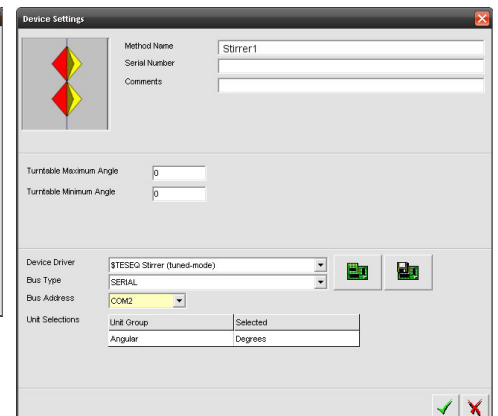 Device Settings
Method Name Stirrer1
Serial Number
Comments
Turntable Maximum Angle 0
Turntable Minimum Angle 0
Device Driver $TESEQ Stirrer (tuned-mode)
Bus Type SERIAL
Bus Address COM2
Unit Selections Unit Group Selected
Angular Degrees